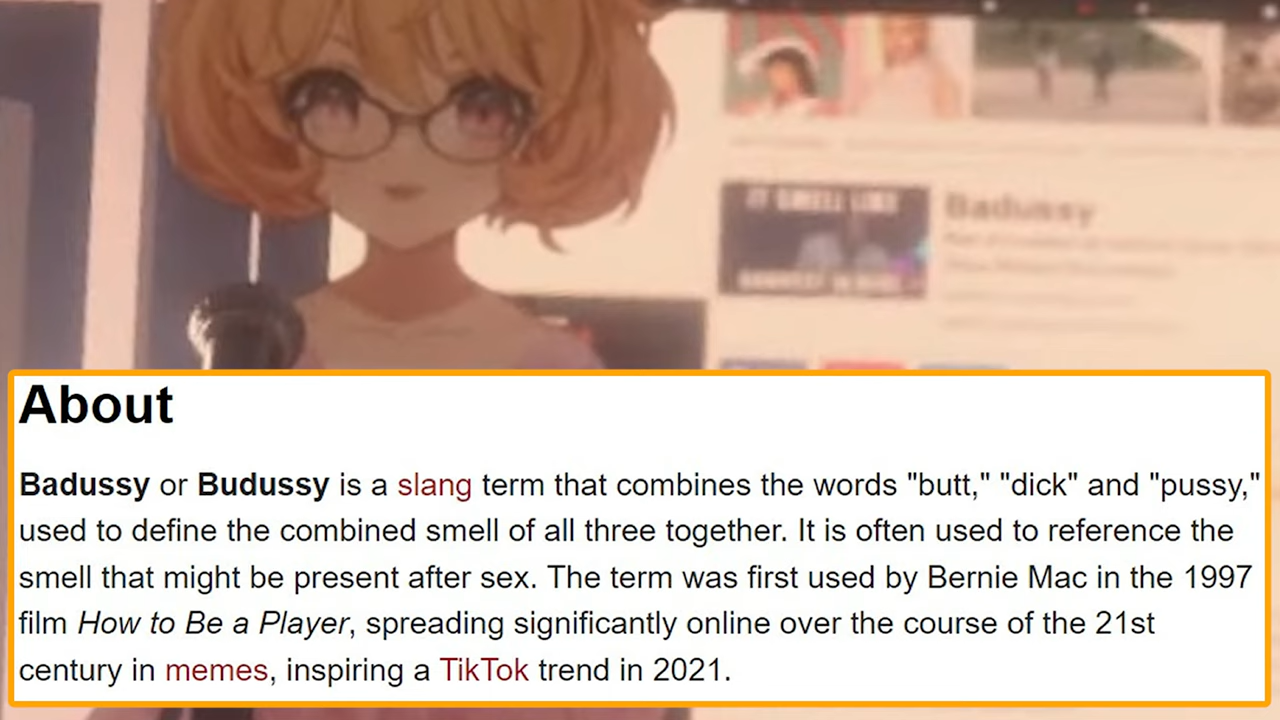 IT SMELL LIKE
Badussy
About
Badussy or Budussy is a slang term that combines the words "butt," "dick" and "pussy,"
used to define the combined smell of all three together. It is often used to reference the
smell that might be present after sex. The term was first used by Bernie Mac in the 1997
film How to Be a Player, spreading significantly online over the course of the 21st
century in memes, inspiring a TikTok trend in 2021.